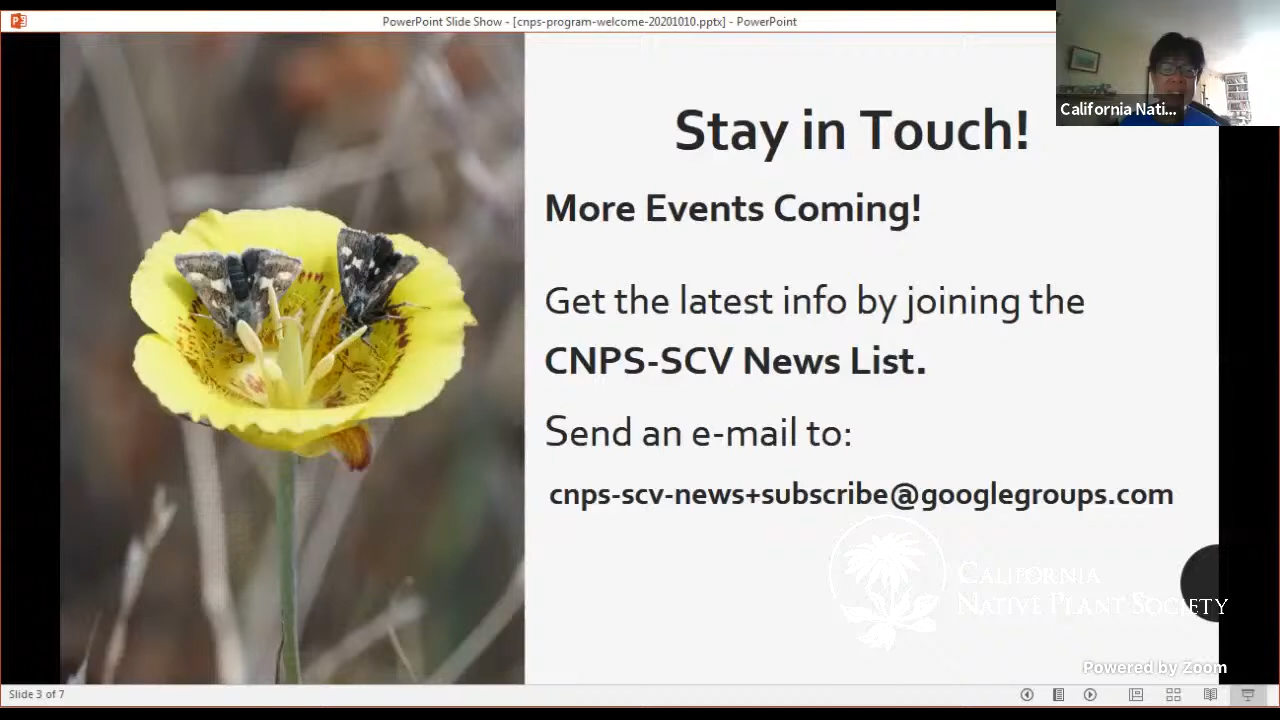 PowerPoint Slide Show - [cnps-program-welcome-20201010.pptx] - PowerPoint
California Nati...
Stay in Touch!
More Events Coming!
Get the latest info by joining the
CNPS-SCV News List.
Send an e-mail to:
cnps-scv-news+subscribe@googlegroups.com
CALIFORNIA
NATIVE PLANT SOCIETY
Powered by Zoom
Slide 3 of 7